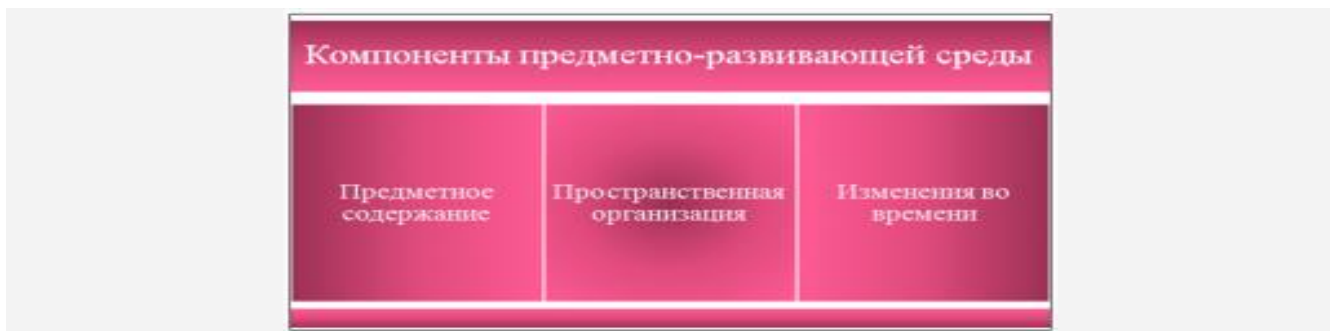 Компоненты предметно-развивающей среды
Предметное
содержание
Пространственная
организация
Изменения во
времени